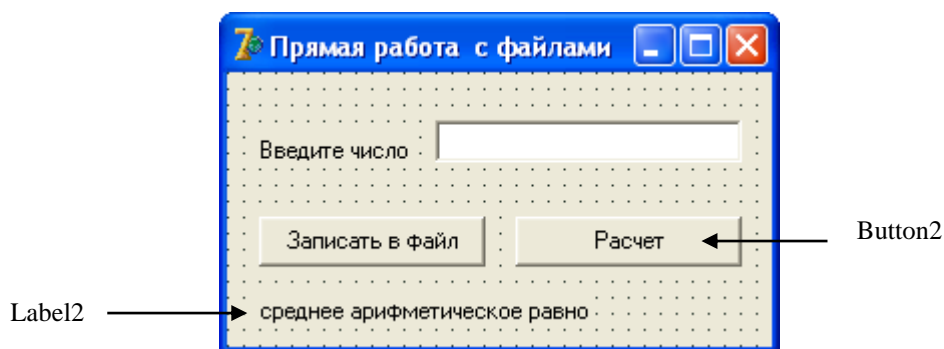 Прямая работа с файлами
Введите число
Записать в файл
Расчет
Button2
Label2
среднее арифметическое равно